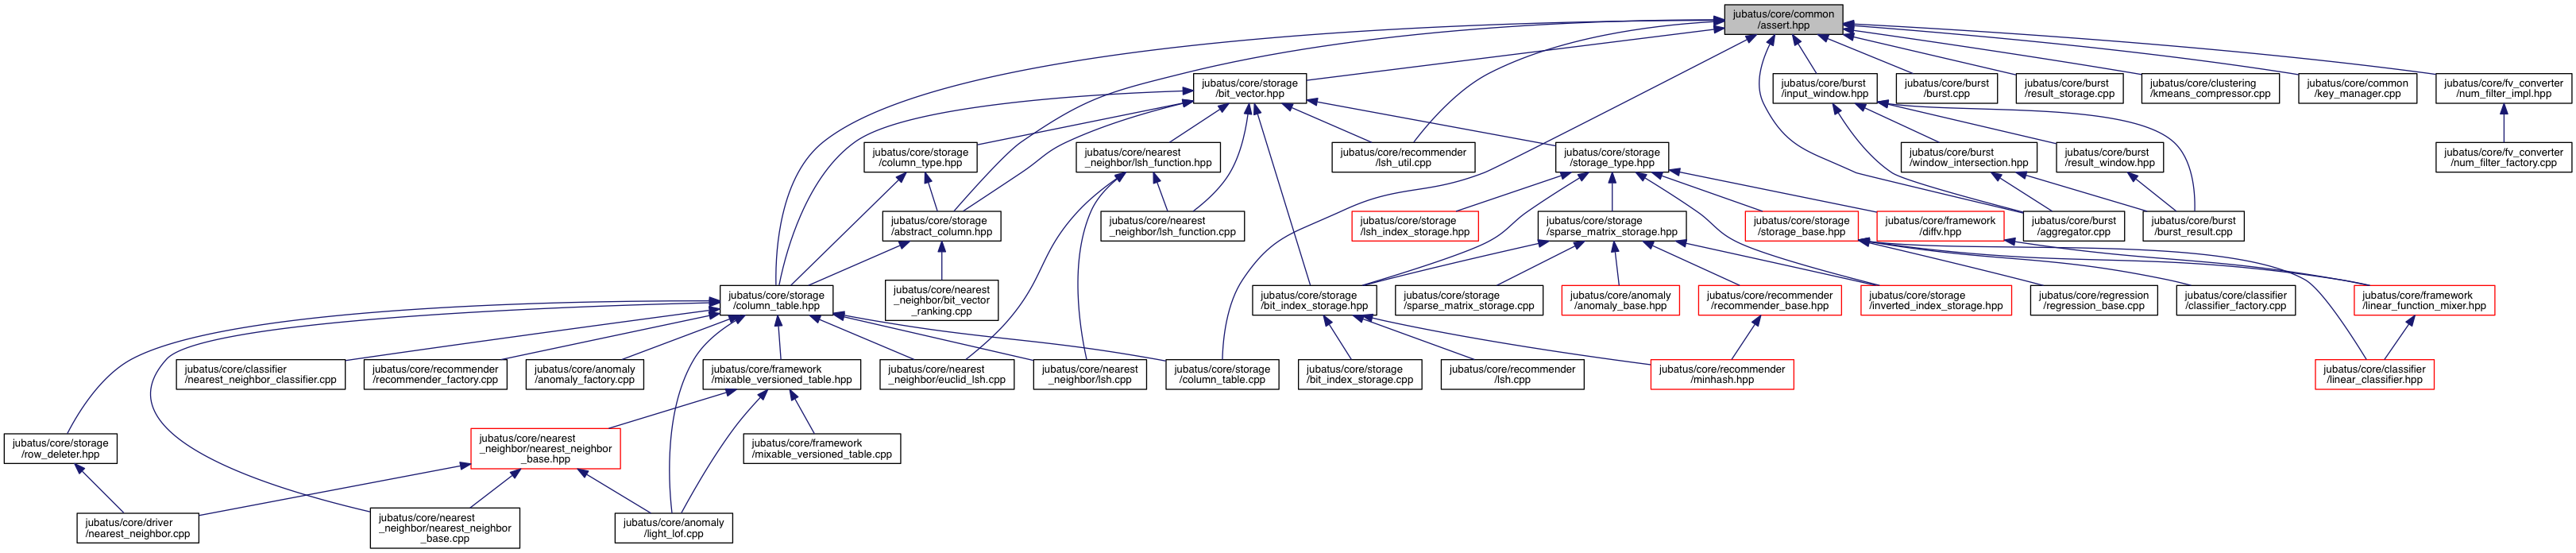 jubatus/core/common
/assert.hpp
jubatus/core/storage
/bit_vector.hpp
jubatus/core/burst
/input_window.hpp
jubatus/core/burst
/burst.cpp
jubatus/core/burst
/result_storage.cpp
jubatus/core/clustering
/kmeans_compressor.cpp
jubatus/core/common
/key_manager.cpp
jubatus/core/fv_converter
/num_filter_impl.hpp
jubatus/core/storage
/column_type.hpp
jubatus/core/nearest
_neighbor/lsh_function.hpp
jubatus/core/recommender
/lsh_util.cpp
jubatus/core/storage
/storage_type.hpp
jubatus/core/burst
/window_intersection.hpp
jubatus/core/burst
/result_window.hpp
jubatus/core/fv_converter
/num_filter_factory.cpp
jubatus/core/storage
/abstract_column.hpp
jubatus/core/nearest
_neighbor/lsh_function.cpp
jubatus/core/storage
/lsh_index_storage.hpp
jubatus/core/storage
/sparse_matrix_storage.hpp
jubatus/core/storage
/storage_base.hpp
jubatus/core/framework
/diffv.hpp
jubatus/core/burst
/aggregator.cpp
jubatus/core/burst
/burst_result.cpp
jubatus/core/storage
/column_table.hpp
jubatus/core/nearest
_neighbor/bit_vector
_ranking.cpp
jubatus/core/storage
/bit_index_storage.hpp
jubatus/core/storage
/sparse_matrix_storage.cpp
jubatus/core/anomaly
/anomaly_base.hpp
jubatus/core/recommender
/recommender_base.hpp
jubatus/core/storage
/inverted_index_storage.hpp
jubatus/core/regression
/regression_base.cpp
jubatus/core/classifier
/classifier_factory.cpp
jubatus/core/framework
/linear_function_mixer.hpp
jubatus/core/classifier
/nearest_neighbor_classifier.cpp
jubatus/core/recommender
/recommender_factory.cpp
jubatus/core/anomaly
/anomaly_factory.cpp
jubatus/core/framework
/mixable_versioned_table.hpp
jubatus/core/nearest
_neighbor/euclid_lsh.cpp
jubatus/core/nearest
_neighbor/lsh.cpp
jubatus/core/storage
/column_table.cpp
jubatus/core/storage
/bit_index_storage.cpp
jubatus/core/recommender
/lsh.cpp
jubatus/core/recommender
/minhash.hpp
jubatus/core/classifier
/linear_classifier.hpp
jubatus/core/storage
/row_deleter.hpp
jubatus/core/nearest
_neighbor/nearest_neighbor
_base.hpp
jubatus/core/framework
/mixable_versioned_table.cpp
jubatus/core/driver
/nearest_neighbor.cpp
jubatus/core/nearest
_neighbor/nearest_neighbor
_base.cpp
jubatus/core/anomaly
/light_lof.cpp